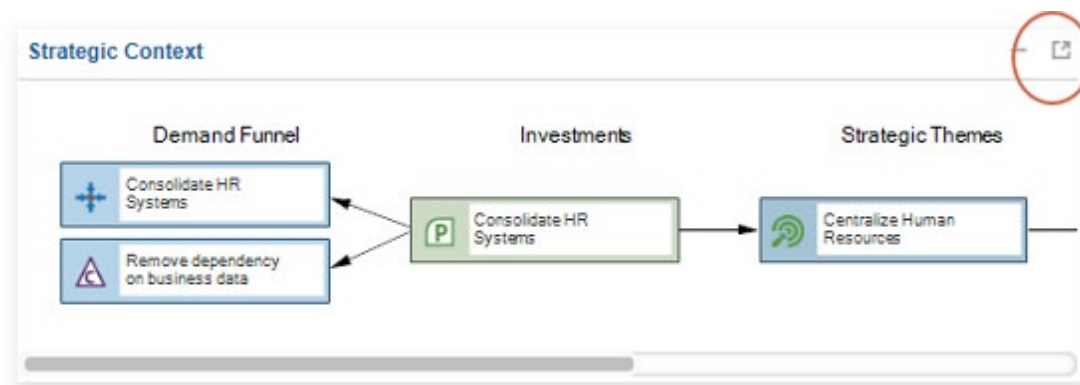 Strategic Context
Demand Funnel
Investments
Strategic Themes
Consolidate HR
Systems
C
Remove dependency
on business data
P
Consolidate HR
Systems
Centralize Human
Resources